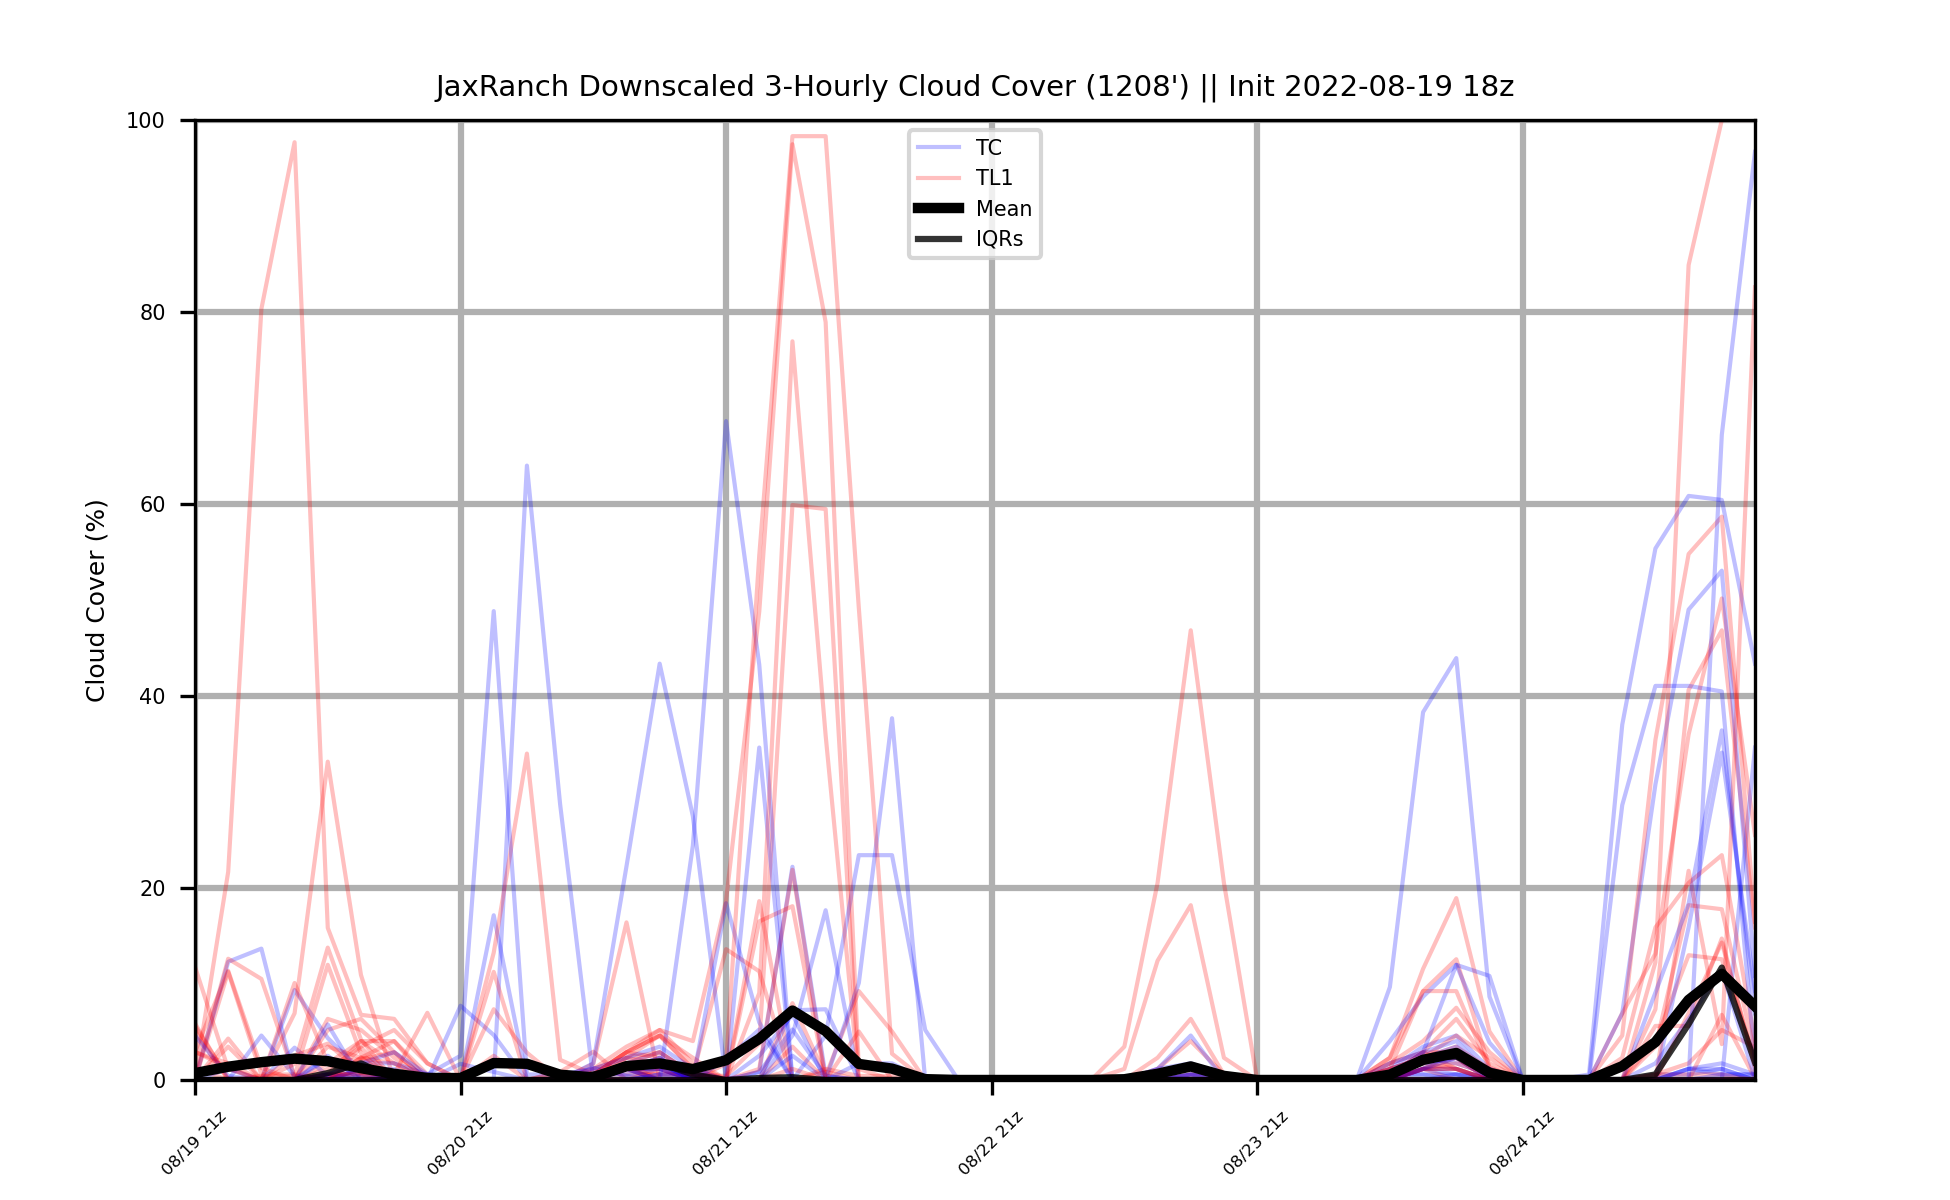 JaxRanch Downscaled 3-Hourly Cloud Cover (1208') || Init 2022-08-19 18z
Cloud Cover (%)
100
80
60
40
20
0
TC
TL1
Mean
IQRs
08/19 21z
08/20 21z
08/21 21z
08/22 21z
08/23 21z
08/24 21z